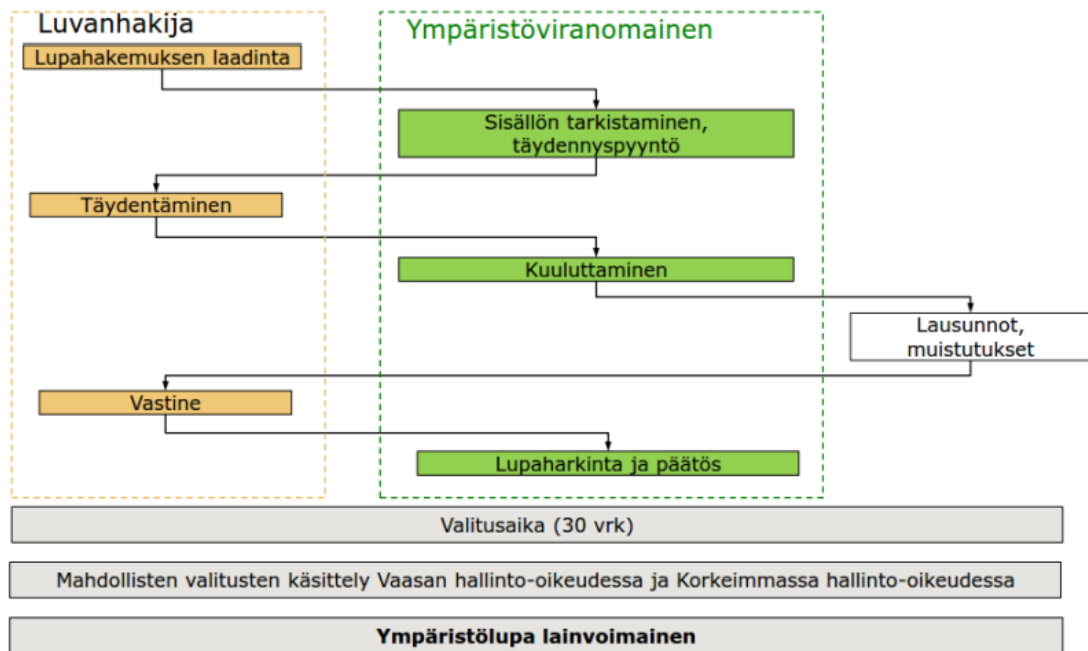 Luvanhakija
Ympäristöviranomainen
Lupahakemuksen laadinta
Sisällön tarkistaminen,
täydennyspyyntö
Täydentäminen
Kuuluttaminen
Lausunnot,
muistutukset
Vastine
Lupaharkinta ja päätös
Valitusaika (30 vrk)
Mahdollisten valitusten käsittely Vaasan hallinto-oikeudessa ja Korkeimmassa hallinto-oikeudessa
Ympäristölupa lainvoimainen